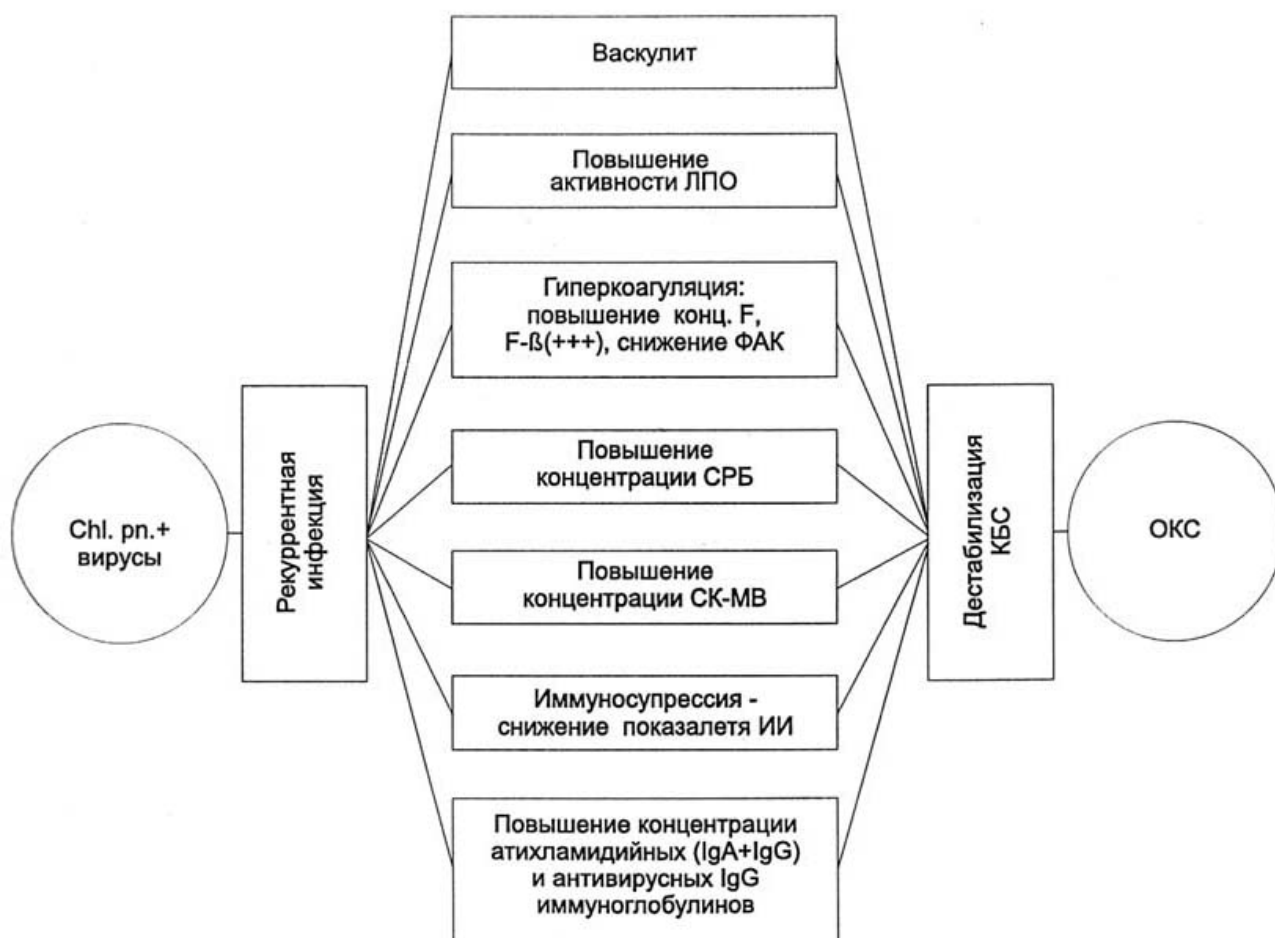 Васкулит
Повышение
активности ЛПО
Гиперкоагуляция:
повышение конц. F,
F-ß(+++), снижение ФАК
Повышение
концентрации СРБ
Повышение
концентрации СК-МВ
Иммуносупрессия -
снижение показалетя ИИ
Повышение концентрации
атихламидийных (IgA+IgG)
и антивирусных IgG
иммуноглобулинов
Chl. pn.+
вирусы
Рекуррентная
инфекция
Дестабилизация
КБС
ОКС